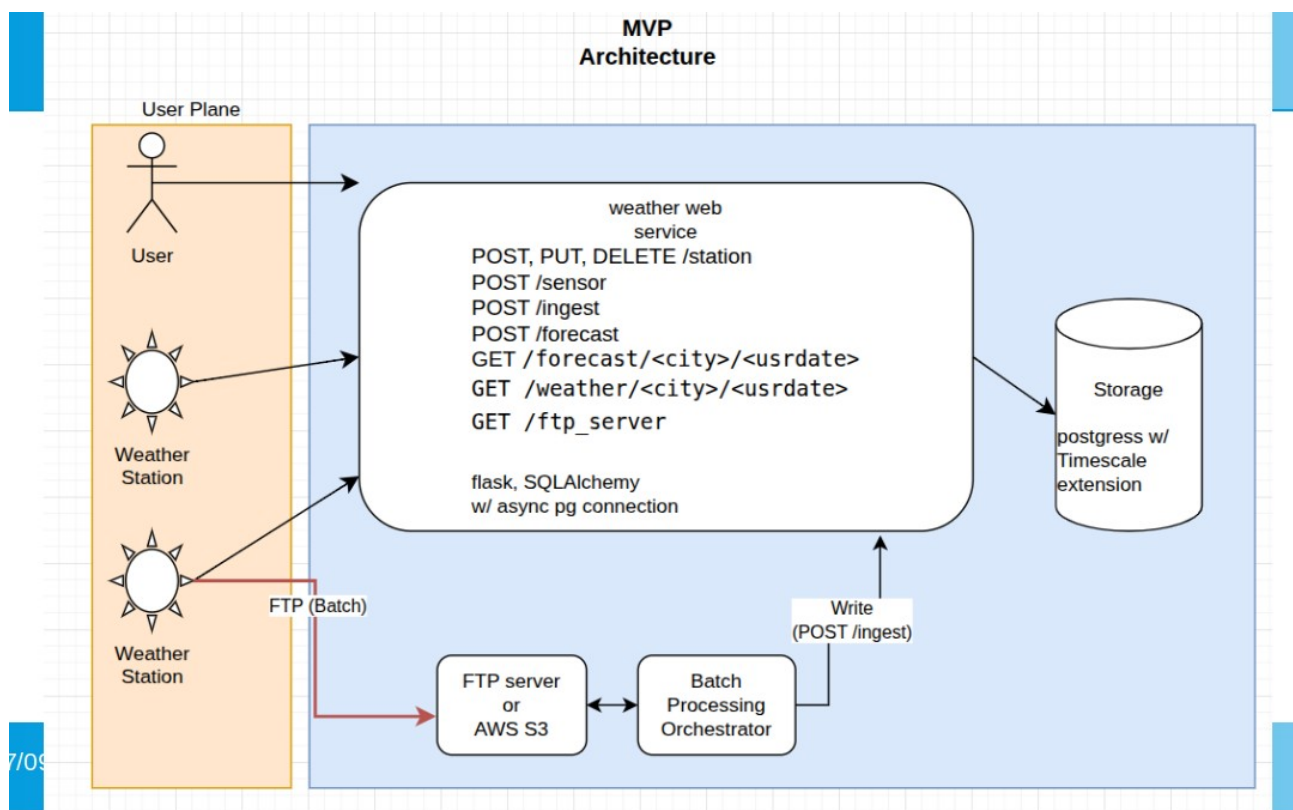 MVP
Architecture
User Plane
User
Weather
Station
Weather
Station
weather web
service
POST, PUT, DELETE /station
POST /sensor
POST /ingest
POST /forecast
GET /forecast/<city>/<usrdate>
GET /weather/<city>/<usrdate>
GET /ftp_server
flask, SQLAlchemy
w/ async pg connection
Storage
postgress w/
Timescale
extension
FTP (Batch)
Write
(POST /ingest)
FTP server
or
AWS S3
Batch
Processing
Orchestrator
7/09